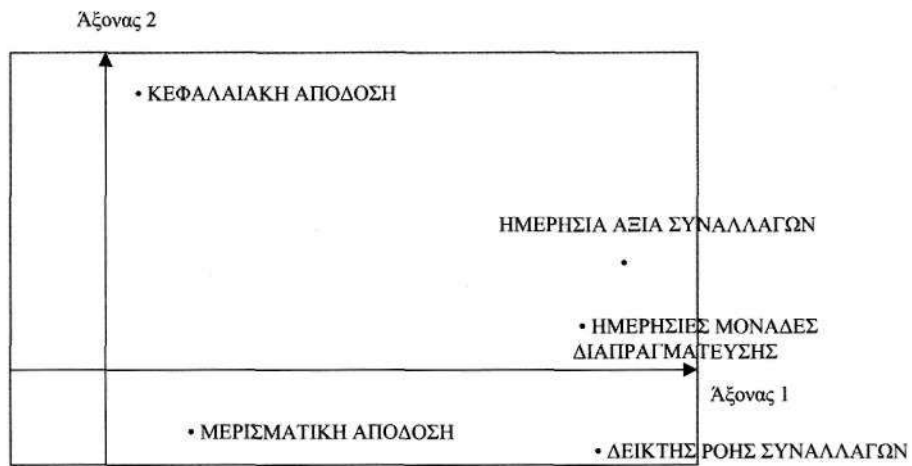 Άξονας 2
• ΚΕΦΑΛΑΙΑΚΗ ΑΠΟΔΟΣΗ
ΗΜΕΡΗΣΙΑ ΑΞΙΑ ΣΥΝΑΛΛΑΓΩΝ
•
• ΗΜΕΡΗΣΙΕΣ ΜΟΝΑΔΕΣ
ΔΙΑΠΡΑΓΜΑΤΕΥΣΗΣ
Άξονας 1
• ΜΕΡΙΣΜΑΤΙΚΗ ΑΠΟΔΟΣΗ
• ΔΕΙΚΤΗΣ ΡΟΗΣ ΣΥΝΑΛΛΑΓΩΝ